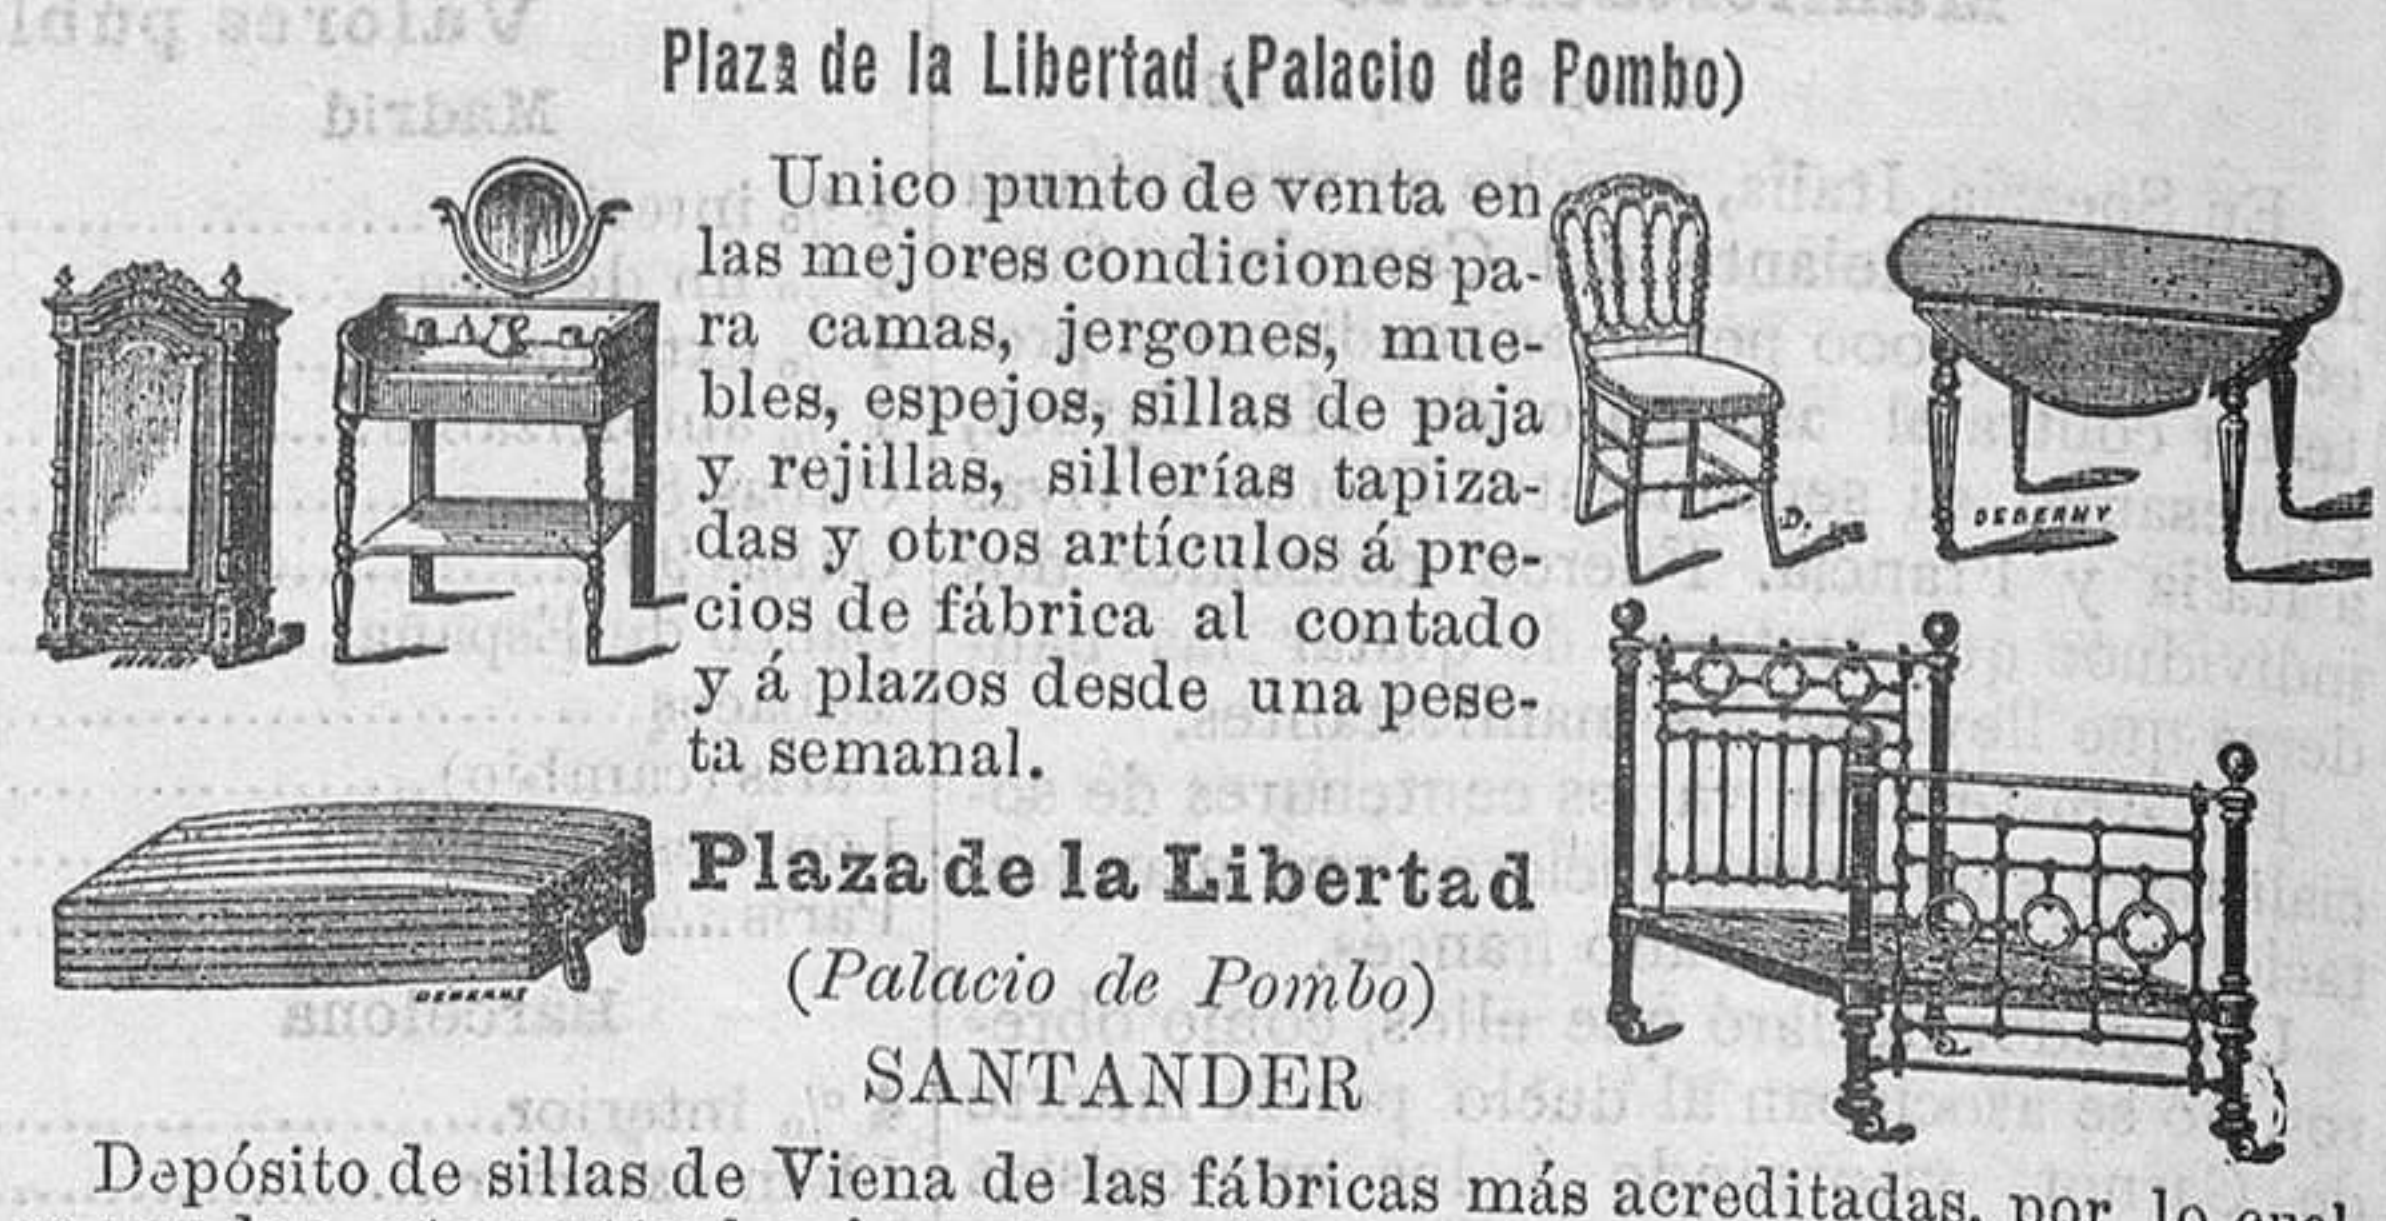 Plaza de la Libertad (Palacio de Pombo)
Unico punto de venta en
las mejores condiciones pa-
ra camas, jergones, mue-
bles, espejos, sillas de paja
y rejillas, sillerías tapiza-
das y otros artículos á pre-
cios de fábrica al contado
y á plazos desde una pese-
ta semanal.
D.
DEBERNY
DEBERNY
Plaza de la Libertad
(Palacio de Pombo)
SANTANDER
DEBERNY
Depósito de sillas de Viena de las fábricas más acreditadas, por lo cual